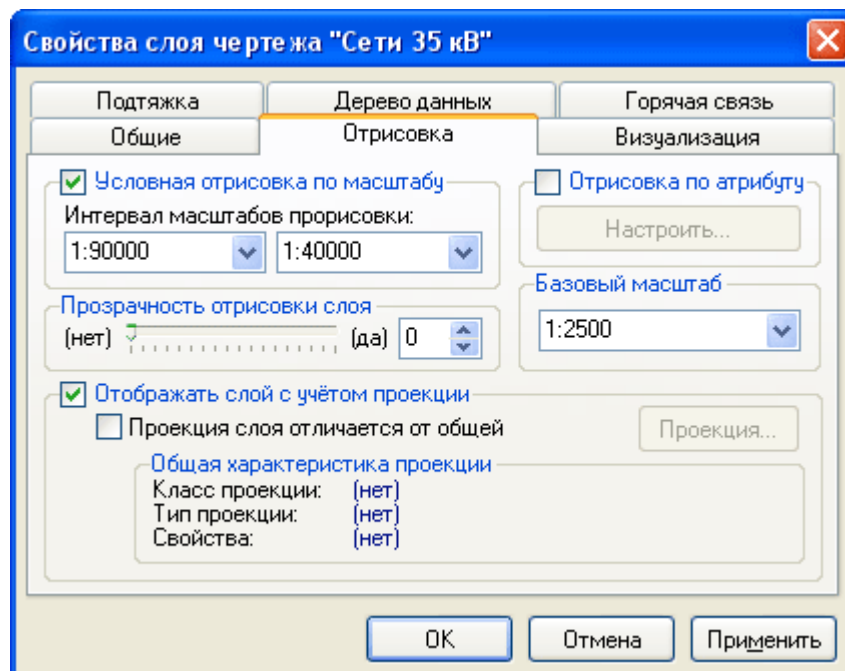 Свойства слоя чертежа "Сети 35 кВ"
Подтяжка Дерево данных Горячая связь
Общие Отрисовка Визуализация
Условная отрисовка по масштабу
Интервал масштабов прорисовки:
1:90000 1:40000
Отрисовка по атрибуту
Настроить...
Прозрачность отрисовки слоя
(нет) (да) 0
Базовый масштаб
1:2500
Отображать слой с учётом проекции
Проекция слоя отличается от общей Проекция...
Общая характеристика проекции
Класс проекции: (нет)
Тип проекции: (нет)
Свойства: (нет)
OK Отмена Применить